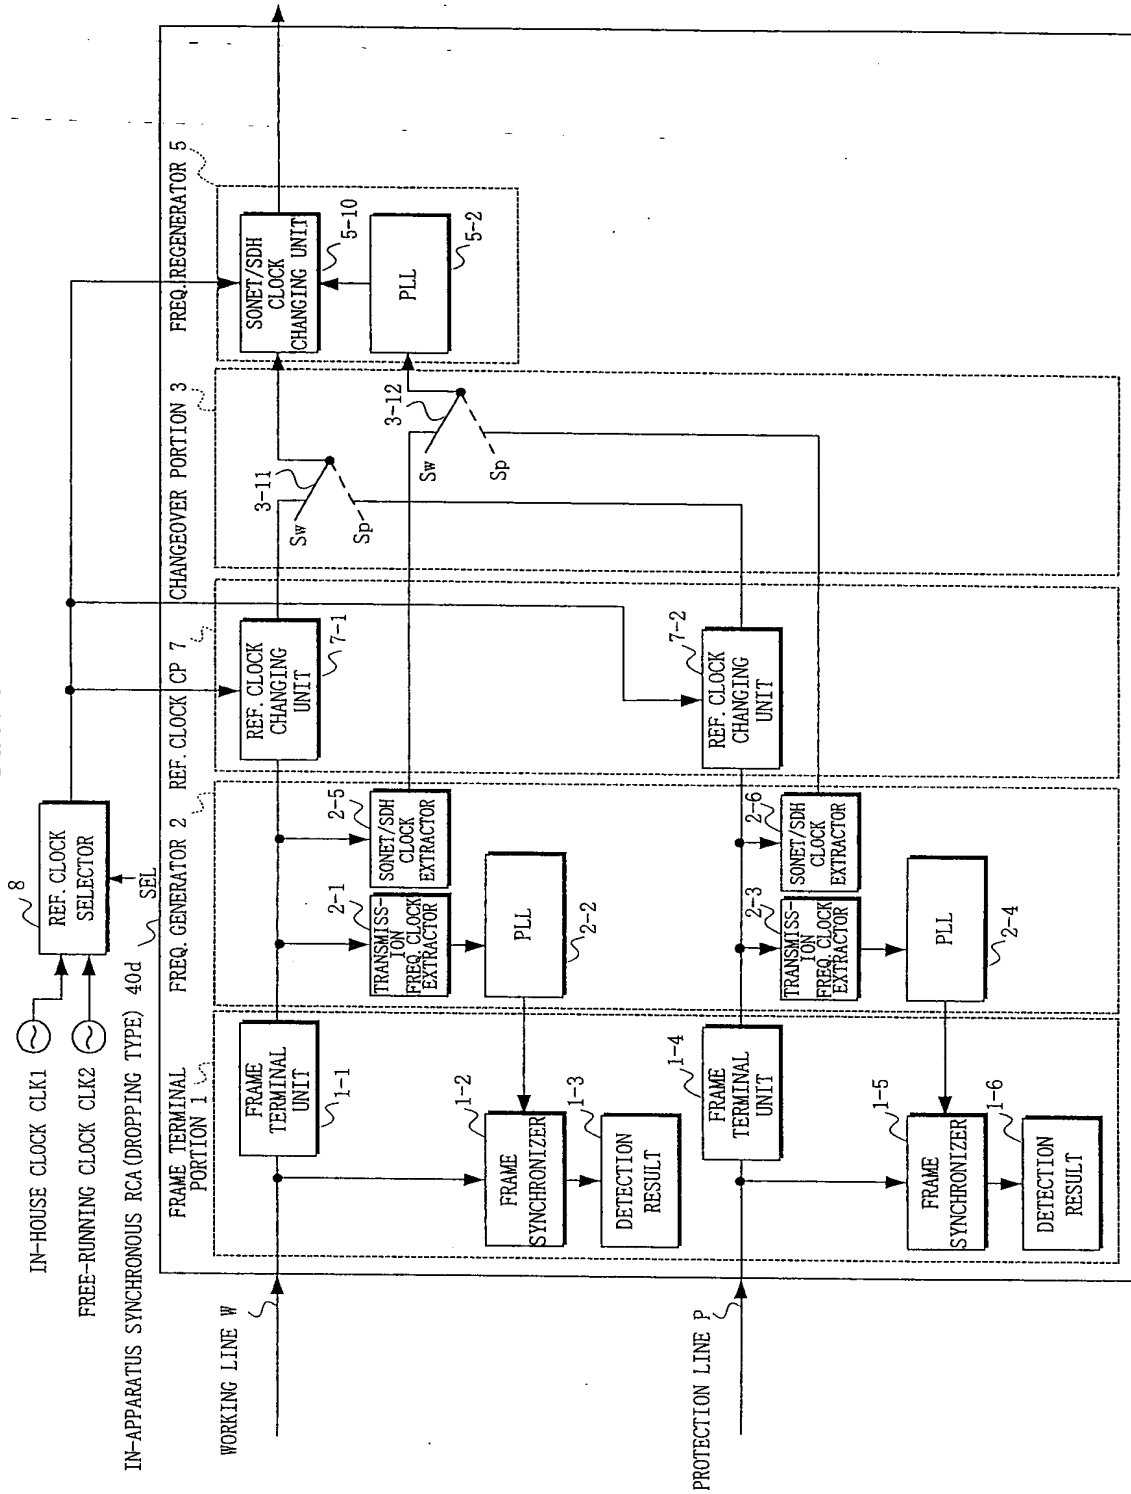 IN-HOUSE CLOCK CLK1
FREE-RUNNING CLOCK CLK2
8
REF. CLOCK
SELECTOR
SEL
IN-APPARATUS SYNCHRONOUS RCA(DROPPING TYPE) 40d
FRAME TERMINAL
PORTION 1
FREQ. GENERATOR 2
REF. CLOCK CP 7
CHANGEOVER PORTION 3
FREQ. REGENERATOR 5
WORKING LINE W
FRAME
TERMINAL
UNIT
1-1
REF. CLOCK
CHANGING
UNIT
7-1
3-11
Sw
Sp
SONET/SDH
CLOCK
CHANGING UNIT
5-10
2-1
TRANSMISS-
ION
FREQ. CLOCK
EXTRACTOR
2-5
SONET/SDH
CLOCK
EXTRACTOR
3-12
Sw
Sp
PLL
5-2
1-2
FRAME
SYNCHRONIZER
PLL
2-2
1-3
DETECTION
RESULT
PROTECTION LINE P
1-4
FRAME
TERMINAL
UNIT
7-2
REF. CLOCK
CHANGING
UNIT
2-3
TRANSMISS-
ION
FREQ. CLOCK
EXTRACTOR
2-6
SONET/SDH
CLOCK
EXTRACTOR
1-5
FRAME
SYNCHRONIZER
PLL
2-4
1-6
DETECTION
RESULT